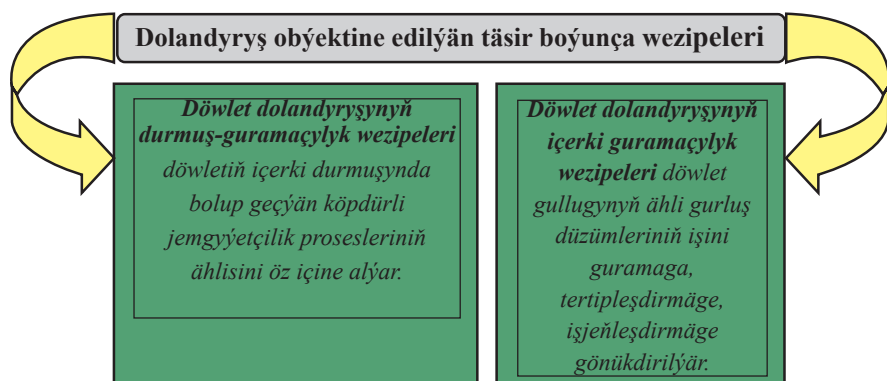 Dolandyryş obýektine edilýän täsir boýunça wezipeleri
Döwlet dolandyryşynyň
durmuş-guramaçylyk wezipeleri
döwletiň içerki durmuşynda
bolup geçýän köpdürli
jemgyýetçilik prosesleriniň
ählisini öz içine alýar.
Döwlet dolandyryşynyň
içerki guramaçylyk
wezipeleri döwlet
gullugynyň ähli gurluş
düzümleriniň işini
guramaga,
tertipleşdirmäge,
işjeňleşdirmäge
gönükdirilýär.